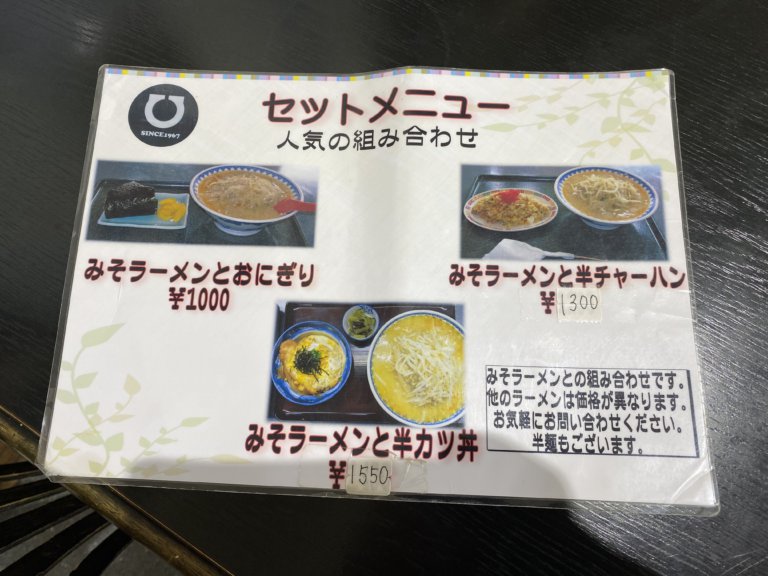 SINCE1967
セットメニュー
人気の組み合わせ
みそラーメンとおにぎり
¥1000
みそラーメンと半チャーハン
¥1300
みそラーメンと半カツ丼
¥1550
みそラーメンとの組み合わせです。
他のラーメンは価格が異なります。
お気軽にお問い合わせください。
半麺もございます。